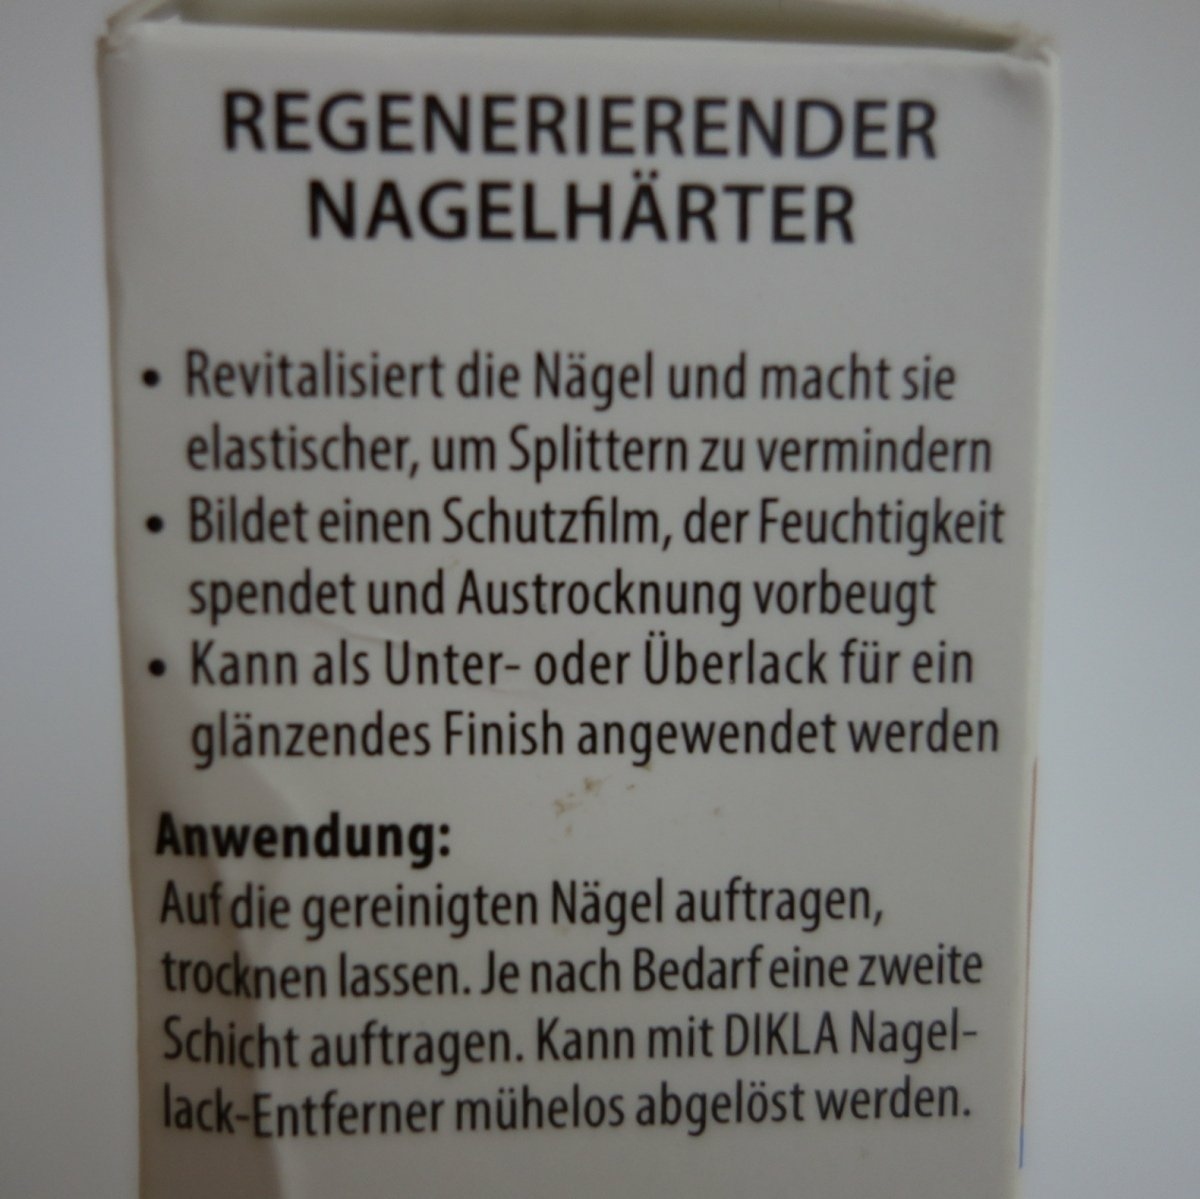 REGENERIERENDER
NAGELHÄRTER
• Revitalisiert die Nägel und macht sie
elastischer, um Splittern zu vermindern
• Bildet einen Schutzfilm, der Feuchtigkeit
spendet und Austrocknung vorbeugt
• Kann als Unter- oder Überlack für ein
glänzendes Finish angewendet werden
Anwendung:
Auf die gereinigten Nägel auftragen,
trocknen lassen. Je nach Bedarf eine zweite
Schicht auftragen. Kann mit DIKLA Nagel-
lack-Entferner mühelos abgelöst werden.